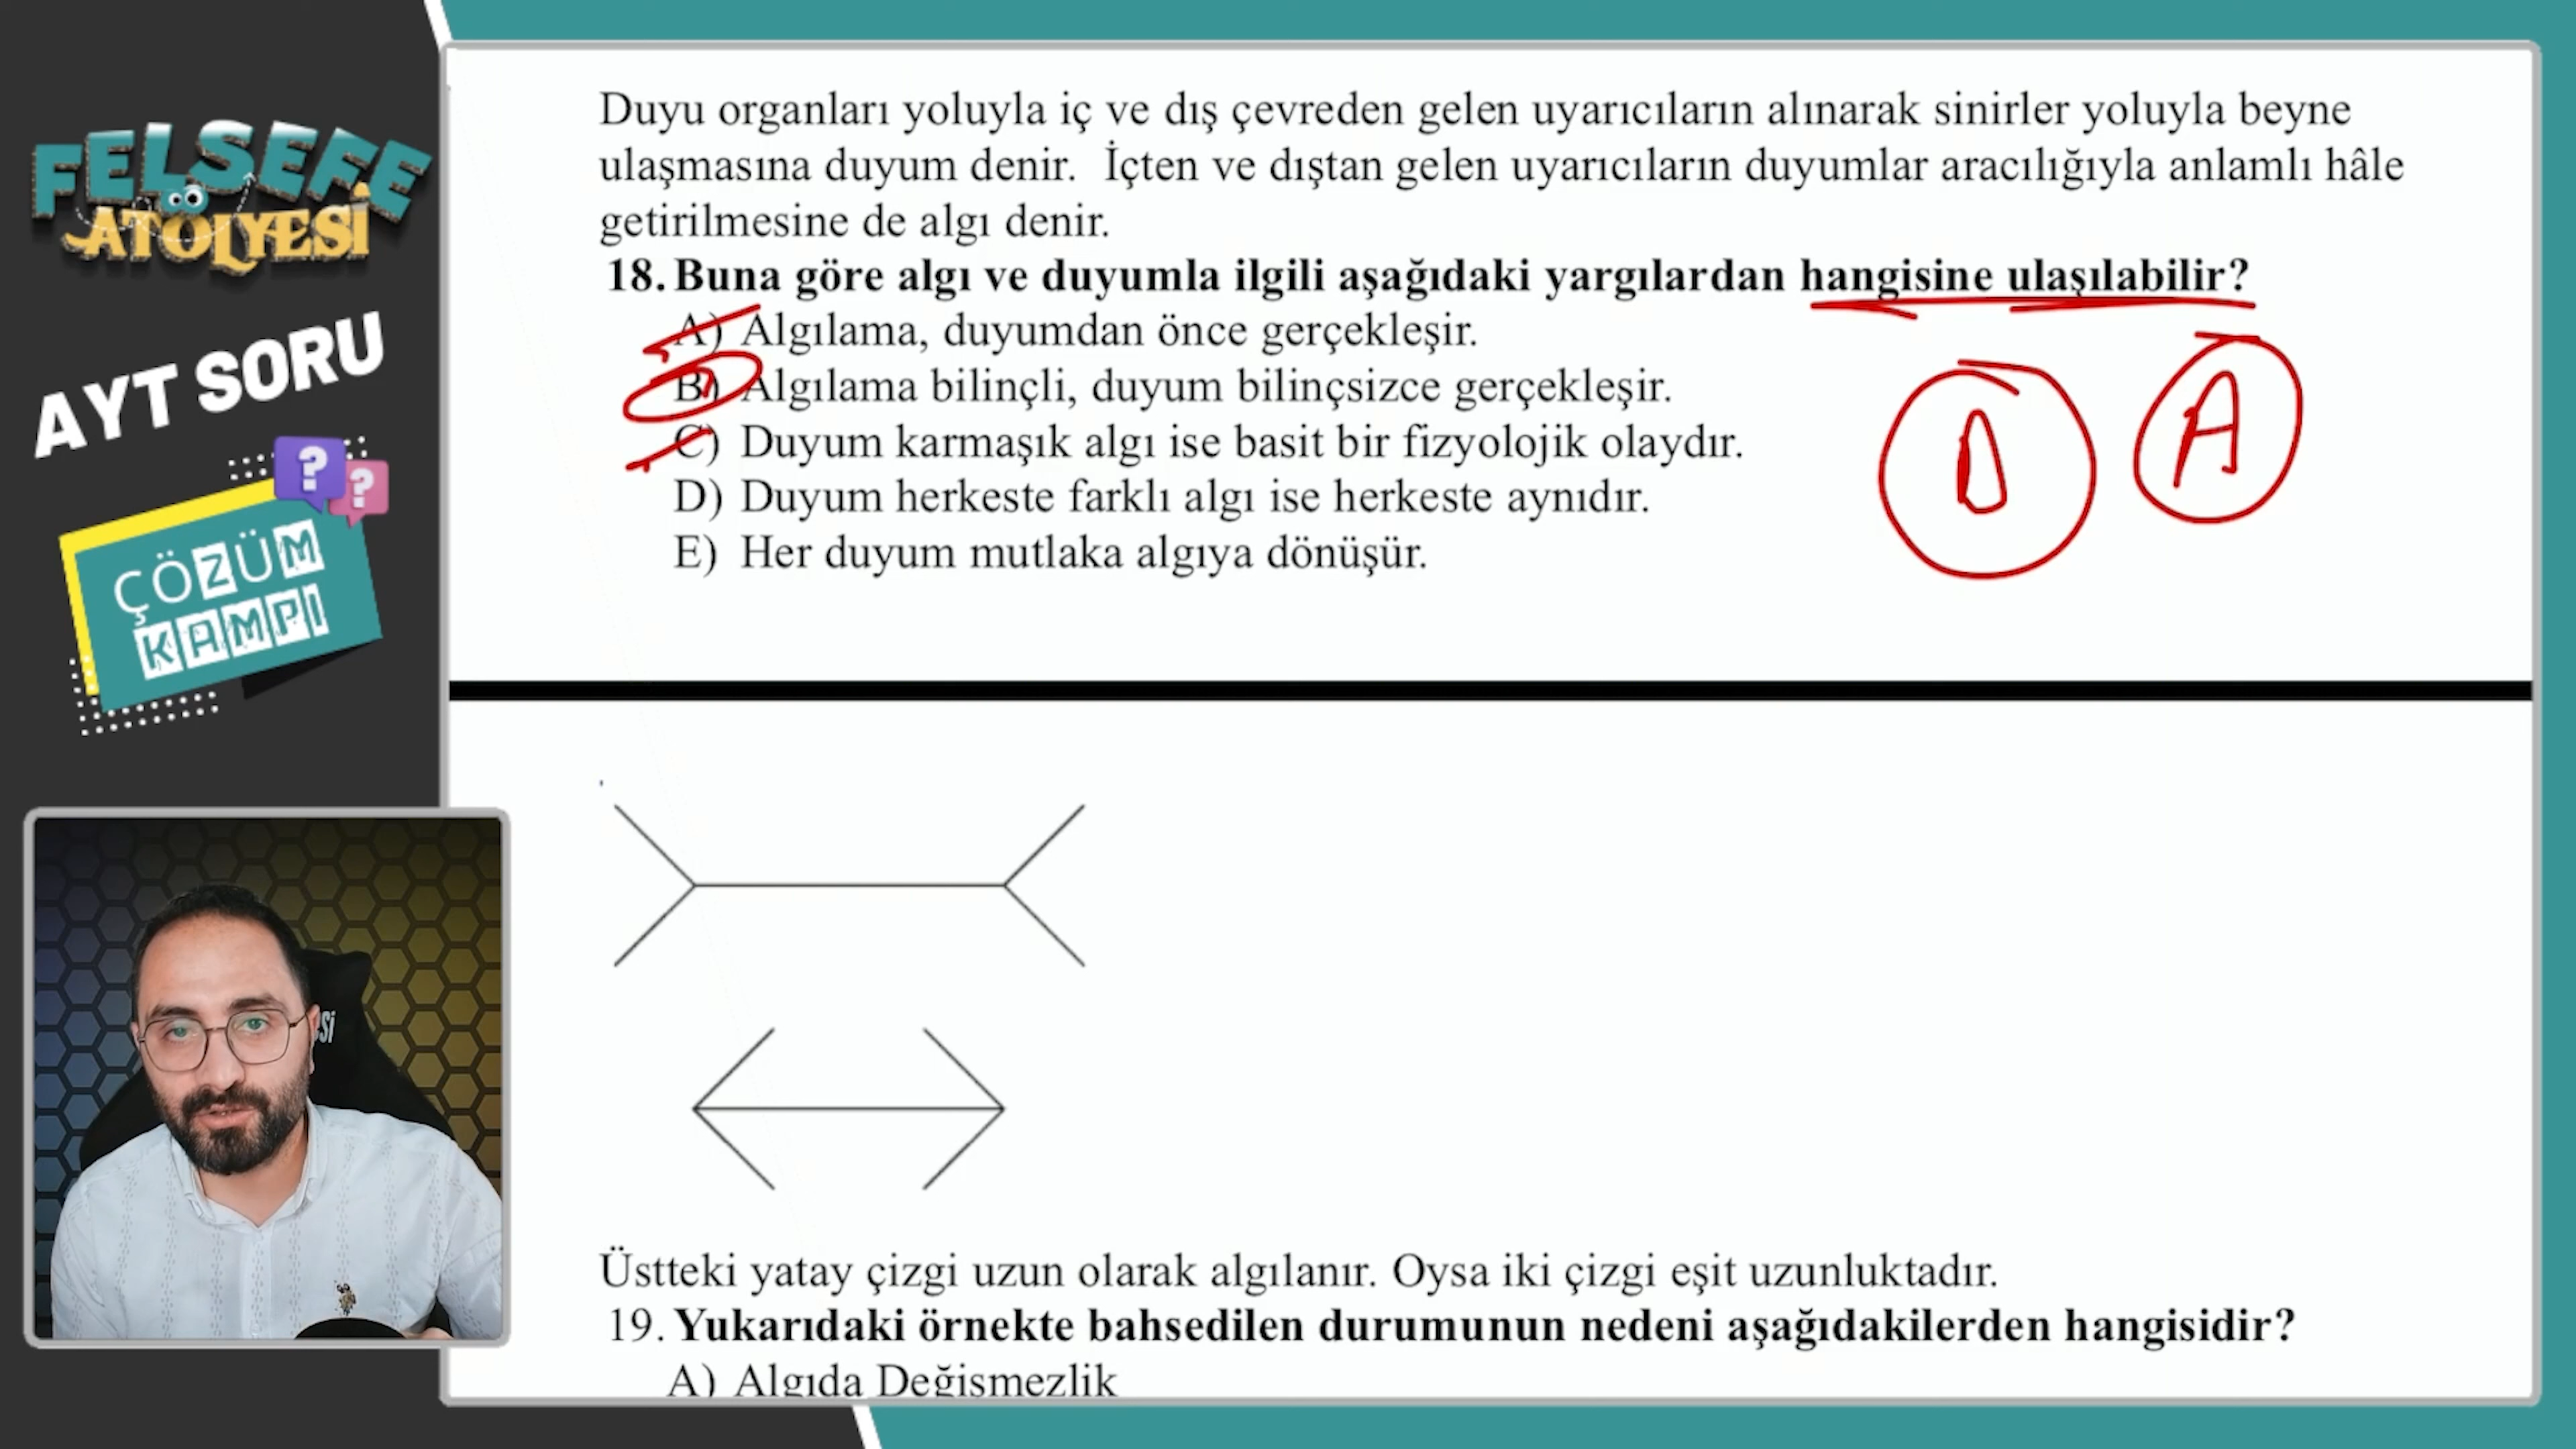 FELSEFE
ATÖLYESİ
AYT SORU
? ?
ÇÖZÜM
KAMPI
Duyu organları yoluyla iç ve dış çevreden gelen uyarıcıların alınarak sinirler yoluyla beyne
ulaşmasına duyum denir. İçten ve dıştan gelen uyarıcıların duyumlar aracılığıyla anlamlı hâle
getirilmesine de algı denir.
18. Buna göre algı ve duyumla ilgili aşağıdaki yargılardan hangisine ulaşılabilir?
A) Algılama, duyumdan önce gerçekleşir.
B) Algılama bilinçli, duyum bilinçsizce gerçekleşir.
C) Duyum karmaşık algı ise basit bir fizyolojik olaydır.
D) Duyum herkeste farklı algı ise herkeste aynıdır.
E) Her duyum mutlaka algıya dönüşür.
D A
Üstteki yatay çizgi uzun olarak algılanır. Oysa iki çizgi eşit uzunluktadır.
19. Yukarıdaki örnekte bahsedilen durumunun nedeni aşağıdakilerden hangisidir?
A) Algıda Değişmezlik